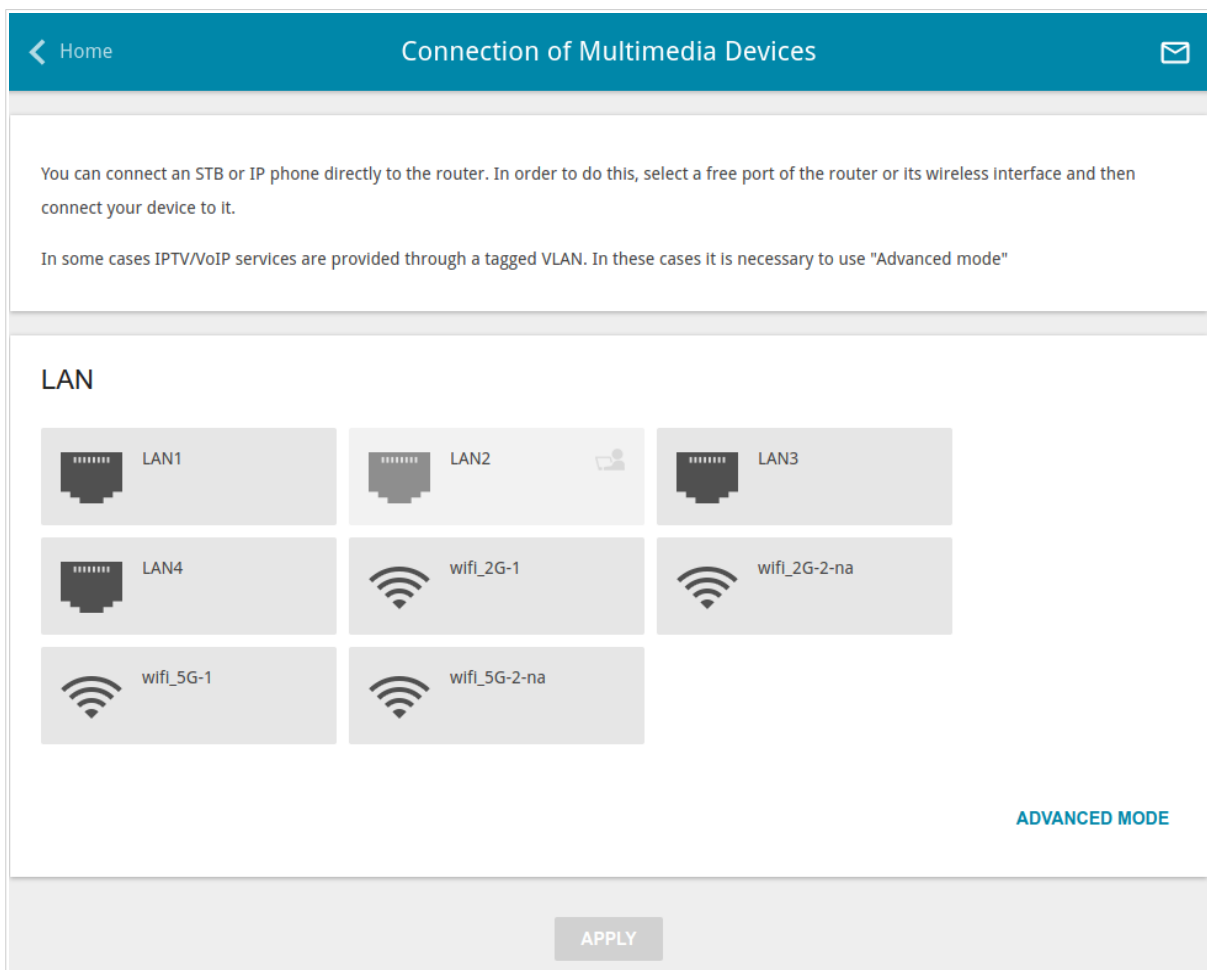 Home
Connection of Multimedia Devices
You can connect an STB or IP phone directly to the router. In order to do this, select a free port of the router or its wireless interface and then
connect your device to it.
In some cases IPTV/VoIP services are provided through a tagged VLAN. In these cases it is necessary to use "Advanced mode"
LAN
LAN1
LAN2
LAN3
LAN4
wifi_2G-1
wifi_2G-2-na
wifi_5G-1
wifi_5G-2-na
ADVANCED MODE
APPLY